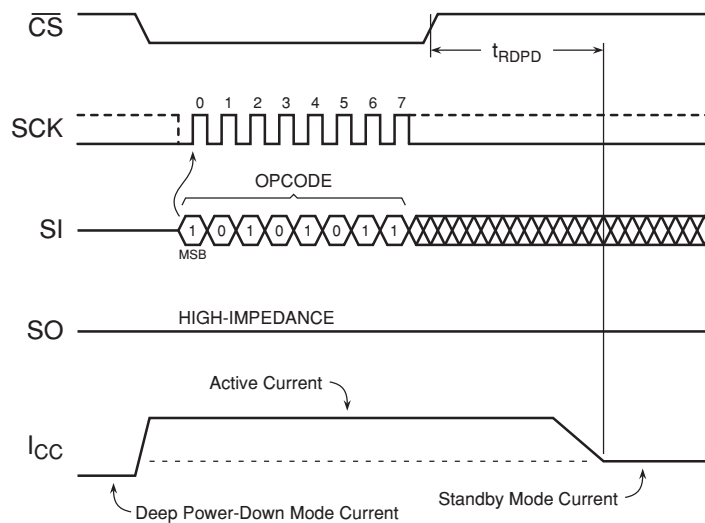 CS
tRDPD
0 1 2 3 4 5 6 7
SCK
OPCODE
SI
1 0 1 0 1 0 1 1
MSB
HIGH-IMPEDANCE
SO
Active Current
ICC
Standby Mode Current
Deep Power-Down Mode Current